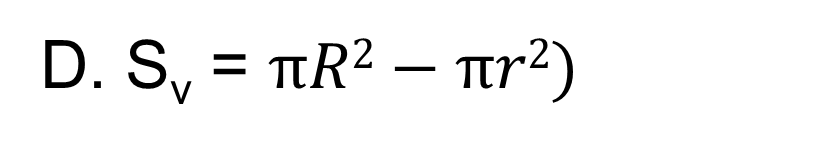 D. Sᵥ = πR² − πr²)